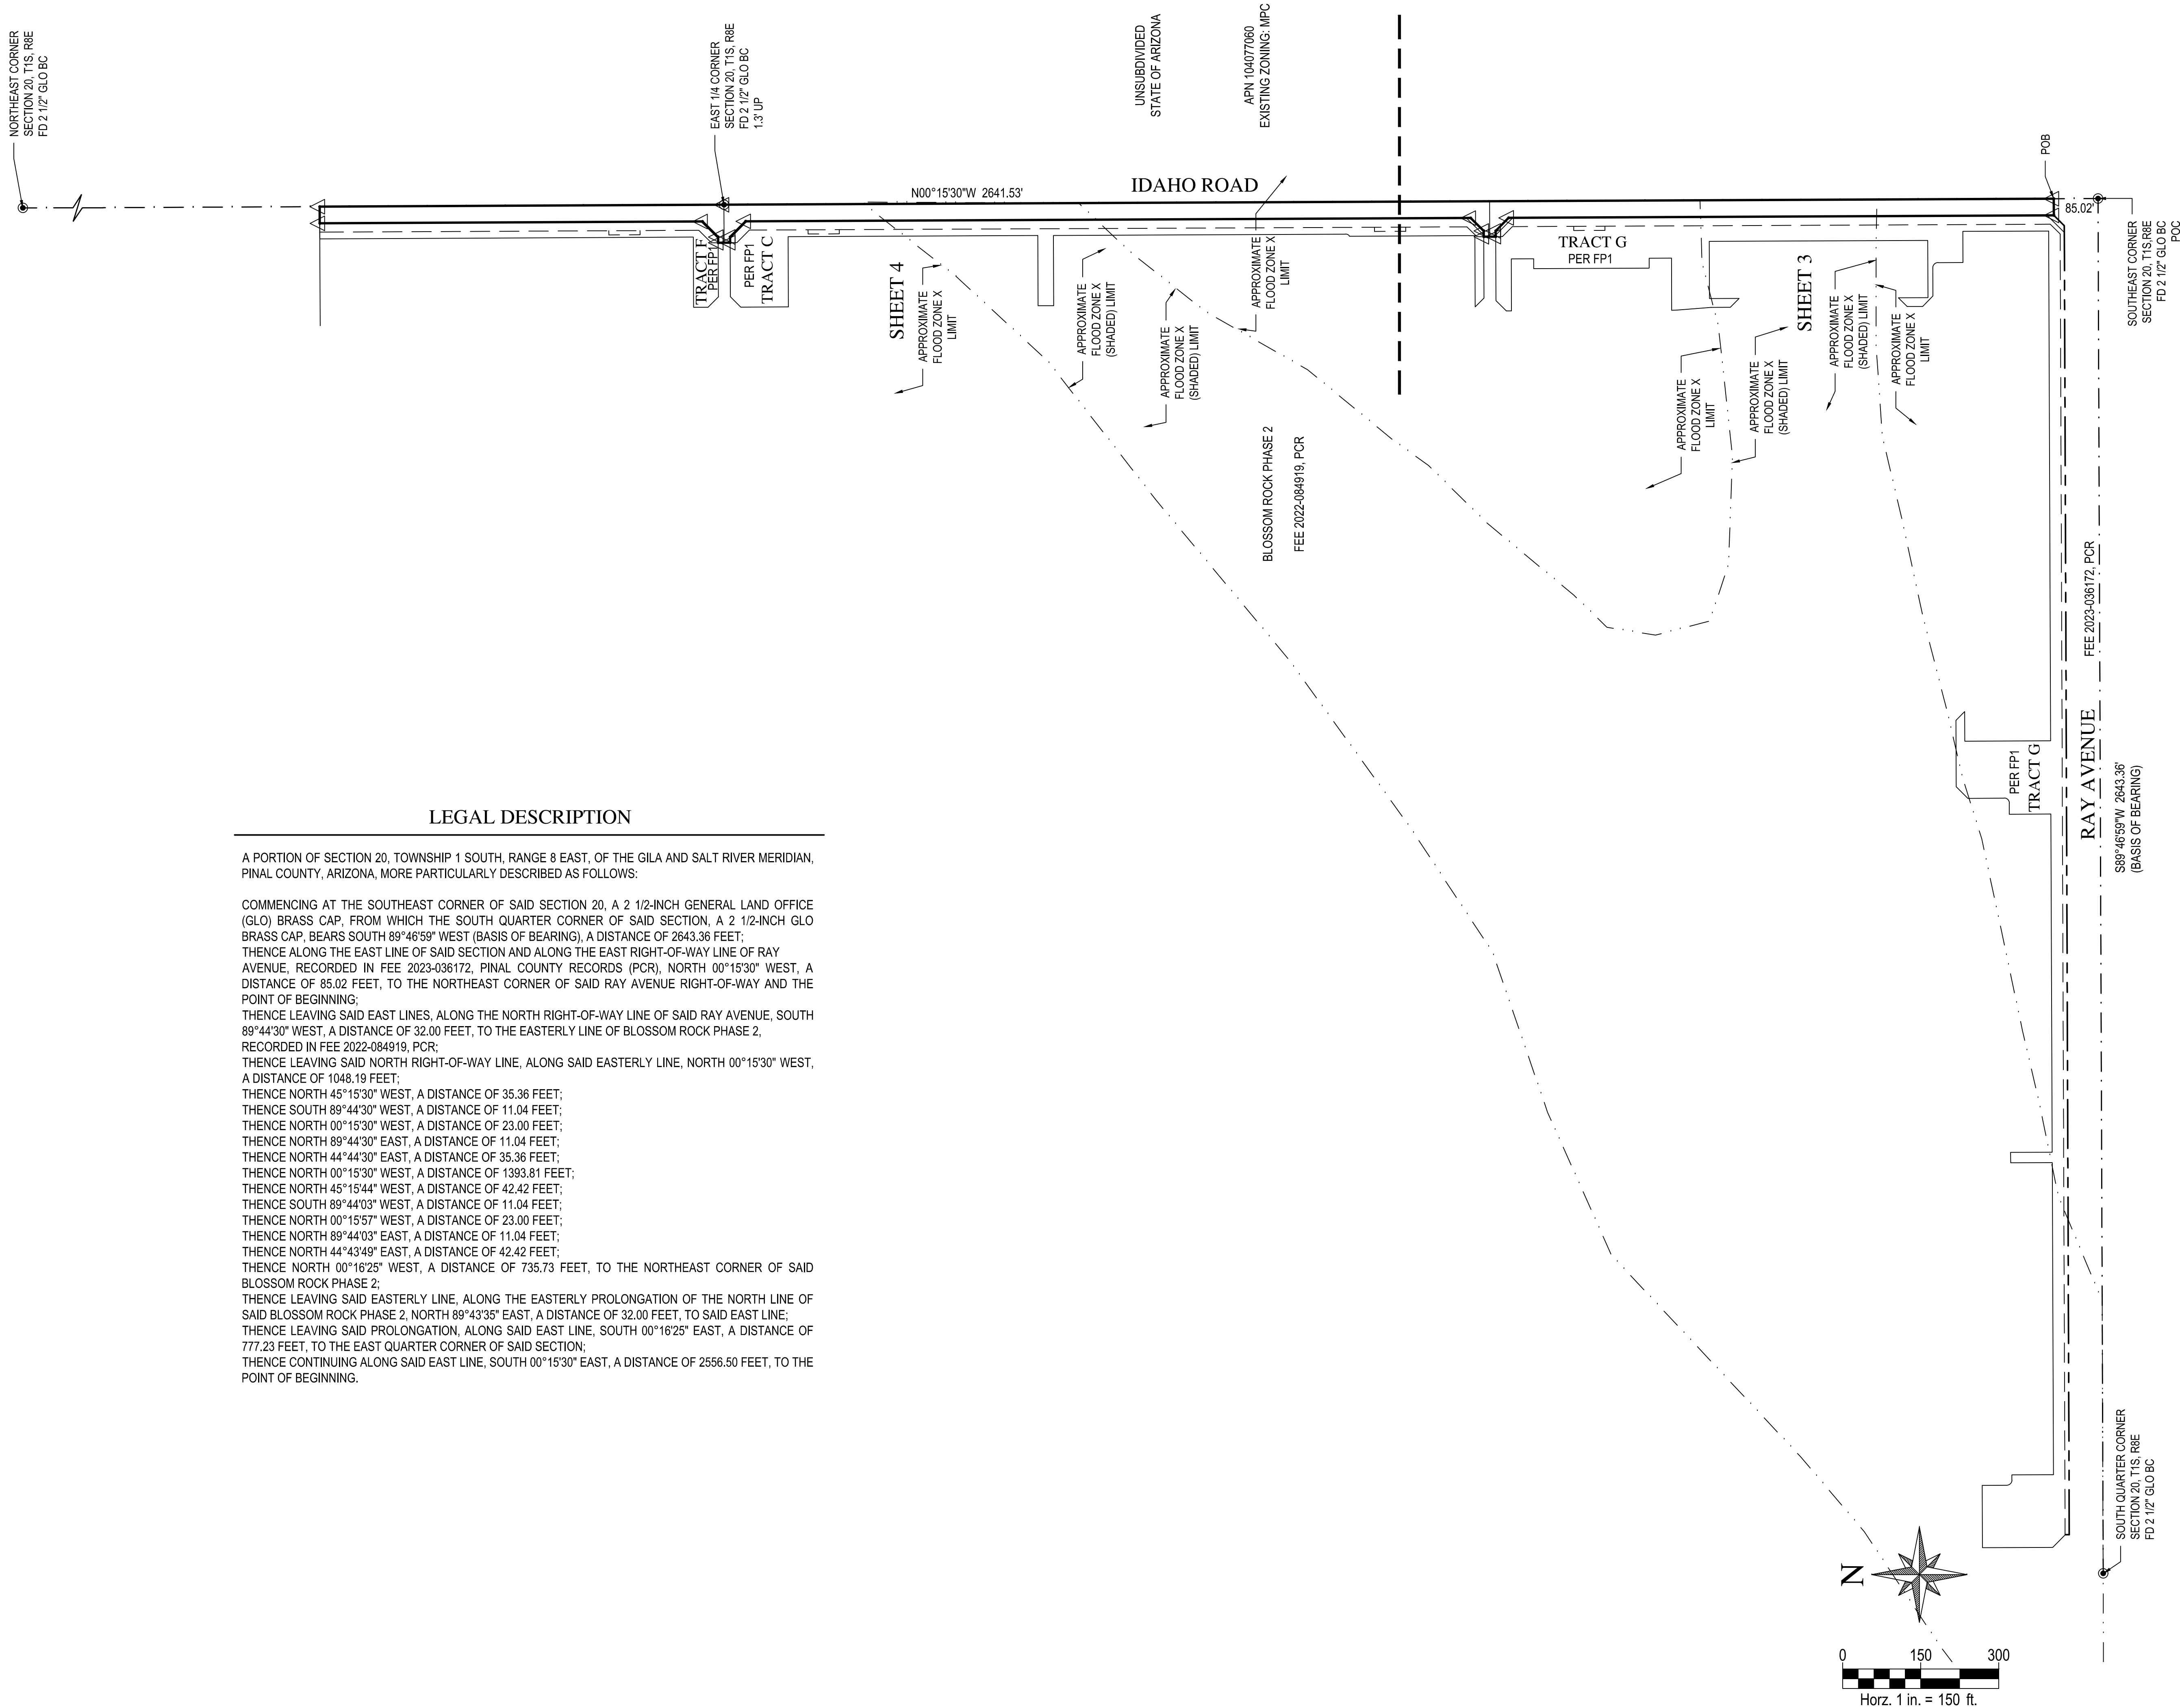 NORTHEAST CORNER
SECTION 20, T1S, R8E
FD 2 1/2" GLO BC
EAST 1/4 CORNER
SECTION 20, T1S, R8E
FD 2 1/2" GLO BC
1.3' UP
UNSUBDIVIDED
STATE OF ARIZONA
APN 104077060
EXISTING ZONING: MPC
POB
N00°15'30"W 2641.53'
IDAHO ROAD
85.02'
SOUTHEAST CORNER
SECTION 20, T1S,R8E
FD 2 1/2" GLO BC
POC
TRACT F
PER FP1
PER FP1
TRACT C
TRACT G
PER FP1
SHEET 4
SHEET 3
APPROXIMATE
FLOOD ZONE X
LIMIT
APPROXIMATE
FLOOD ZONE X
(SHADED) LIMIT
APPROXIMATE
FLOOD ZONE X
(SHADED) LIMIT
APPROXIMATE
FLOOD ZONE X
LIMIT
APPROXIMATE
FLOOD ZONE X
LIMIT
APPROXIMATE
FLOOD ZONE X
(SHADED) LIMIT
APPROXIMATE
FLOOD ZONE X
(SHADED) LIMIT
APPROXIMATE
FLOOD ZONE X
LIMIT
BLOSSOM ROCK PHASE 2
FEE 2022-084919, PCR
FEE 2023-036172, PCR
PER FP1
TRACT G
RAY AVENUE
S89°46'59"W 2643.36'
(BASIS OF BEARING)
LEGAL DESCRIPTION
A PORTION OF SECTION 20, TOWNSHIP 1 SOUTH, RANGE 8 EAST, OF THE GILA AND SALT RIVER MERIDIAN,
PINAL COUNTY, ARIZONA, MORE PARTICULARLY DESCRIBED AS FOLLOWS:
COMMENCING AT THE SOUTHEAST CORNER OF SAID SECTION 20, A 2 1/2-INCH GENERAL LAND OFFICE
(GLO) BRASS CAP, FROM WHICH THE SOUTH QUARTER CORNER OF SAID SECTION, A 2 1/2-INCH GLO
BRASS CAP, BEARS SOUTH 89°46'59" WEST (BASIS OF BEARING), A DISTANCE OF 2643.36 FEET;
THENCE ALONG THE EAST LINE OF SAID SECTION AND ALONG THE EAST RIGHT-OF-WAY LINE OF RAY
AVENUE, RECORDED IN FEE 2023-036172, PINAL COUNTY RECORDS (PCR), NORTH 00°15'30" WEST, A
DISTANCE OF 85.02 FEET, TO THE NORTHEAST CORNER OF SAID RAY AVENUE RIGHT-OF-WAY AND THE
POINT OF BEGINNING;
THENCE LEAVING SAID EAST LINES, ALONG THE NORTH RIGHT-OF-WAY LINE OF SAID RAY AVENUE, SOUTH
89°44'30" WEST, A DISTANCE OF 32.00 FEET, TO THE EASTERLY LINE OF BLOSSOM ROCK PHASE 2,
RECORDED IN FEE 2022-084919, PCR;
THENCE LEAVING SAID NORTH RIGHT-OF-WAY LINE, ALONG SAID EASTERLY LINE, NORTH 00°15'30" WEST,
A DISTANCE OF 1048.19 FEET;
THENCE NORTH 45°15'30" WEST, A DISTANCE OF 35.36 FEET;
THENCE SOUTH 89°44'30" WEST, A DISTANCE OF 11.04 FEET;
THENCE NORTH 00°15'30" WEST, A DISTANCE OF 23.00 FEET;
THENCE NORTH 89°44'30" EAST, A DISTANCE OF 11.04 FEET;
THENCE NORTH 44°44'30" EAST, A DISTANCE OF 35.36 FEET;
THENCE NORTH 00°15'30" WEST, A DISTANCE OF 1393.81 FEET;
THENCE NORTH 45°15'44" WEST, A DISTANCE OF 42.42 FEET;
THENCE SOUTH 89°44'03" WEST, A DISTANCE OF 11.04 FEET;
THENCE NORTH 00°15'57" WEST, A DISTANCE OF 23.00 FEET;
THENCE NORTH 89°44'03" EAST, A DISTANCE OF 11.04 FEET;
THENCE NORTH 44°43'49" EAST, A DISTANCE OF 42.42 FEET;
THENCE NORTH 00°16'25" WEST, A DISTANCE OF 735.73 FEET, TO THE NORTHEAST CORNER OF SAID
BLOSSOM ROCK PHASE 2;
THENCE LEAVING SAID EASTERLY LINE, ALONG THE EASTERLY PROLONGATION OF THE NORTH LINE OF
SAID BLOSSOM ROCK PHASE 2, NORTH 89°43'35" EAST, A DISTANCE OF 32.00 FEET, TO SAID EAST LINE;
THENCE LEAVING SAID PROLONGATION, ALONG SAID EAST LINE, SOUTH 00°16'25" EAST, A DISTANCE OF
777.23 FEET, TO THE EAST QUARTER CORNER OF SAID SECTION;
THENCE CONTINUING ALONG SAID EAST LINE, SOUTH 00°15'30" EAST, A DISTANCE OF 2556.50 FEET, TO THE
POINT OF BEGINNING.
SOUTH QUARTER CORNER
SECTION 20, T1S, R8E
FD 2 1/2" GLO BC
N
0 150 300
Horz. 1 in. = 150 ft.